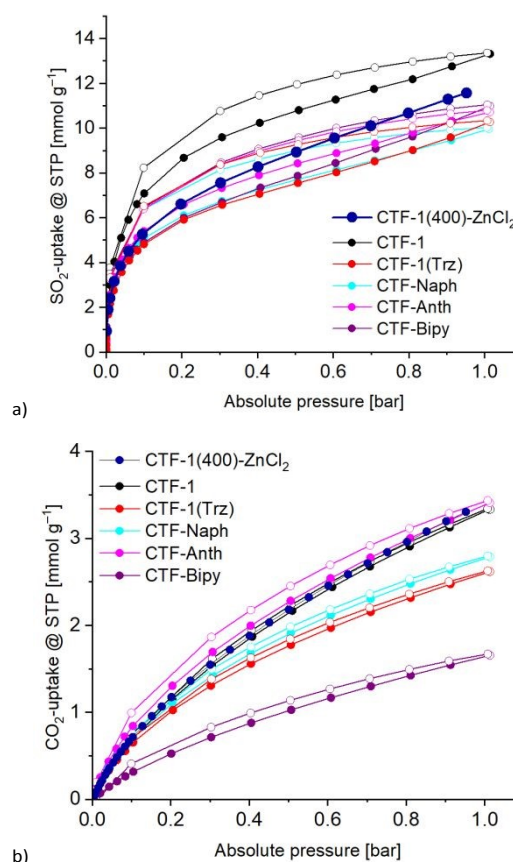 a)
SO₂-uptake @ STP [mmol g⁻¹]
14
12
10
8
6
4
2
0
CTF-1(400)-ZnCl₂
CTF-1
CTF-1(Trz)
CTF-Naph
CTF-Anth
CTF-Bipy
0.0 0.2 0.4 0.6 0.8 1.0
Absolute pressure [bar]
b)
CO₂-uptake @ STP [mmol g⁻¹]
4
3
2
1
0
CTF-1(400)-ZnCl₂
CTF-1
CTF-1(Trz)
CTF-Naph
CTF-Anth
CTF-Bipy
0.0 0.2 0.4 0.6 0.8 1.0
Absolute pressure [bar]